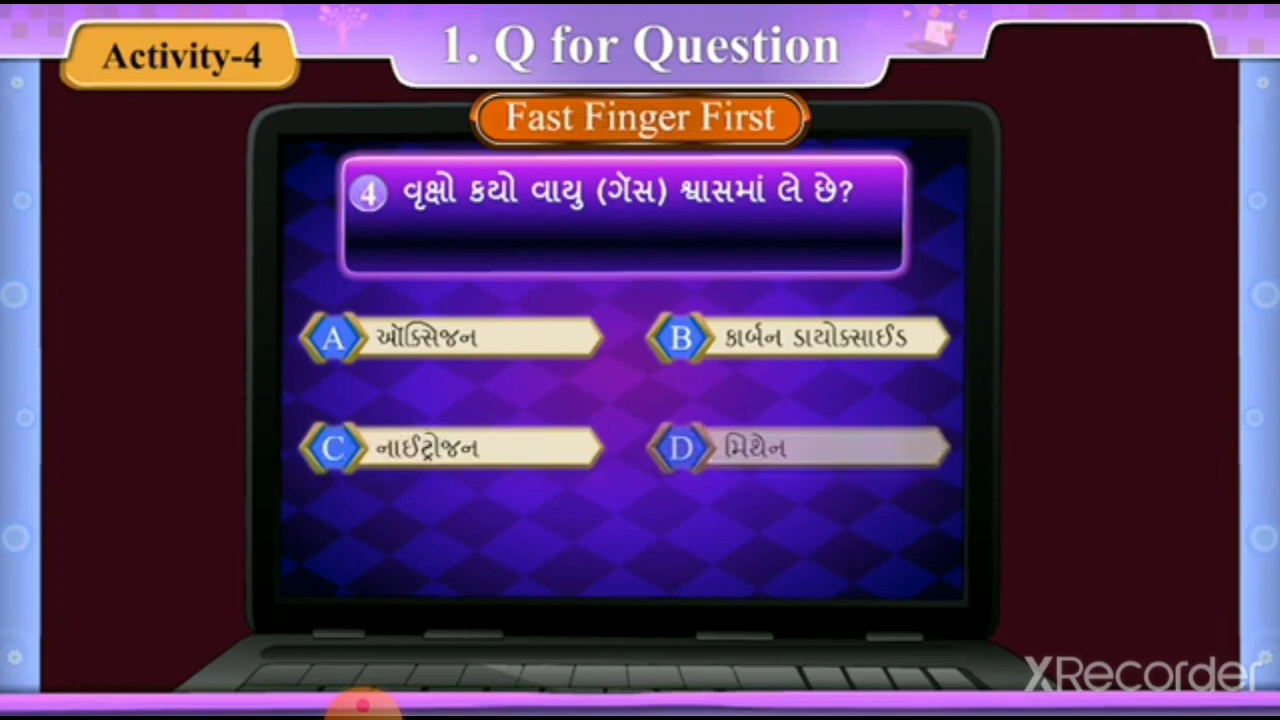 Activity-4
1. Q for Question
Fast Finger First
4 વૃક્ષો કયો વાયુ (ગૅસ) શ્વાસમાં લે છે?
A ઑક્સિજન
B કાર્બન ડાયોક્સાઈડ
C નાઈટ્રોજન
D મિથેન
XRecorder